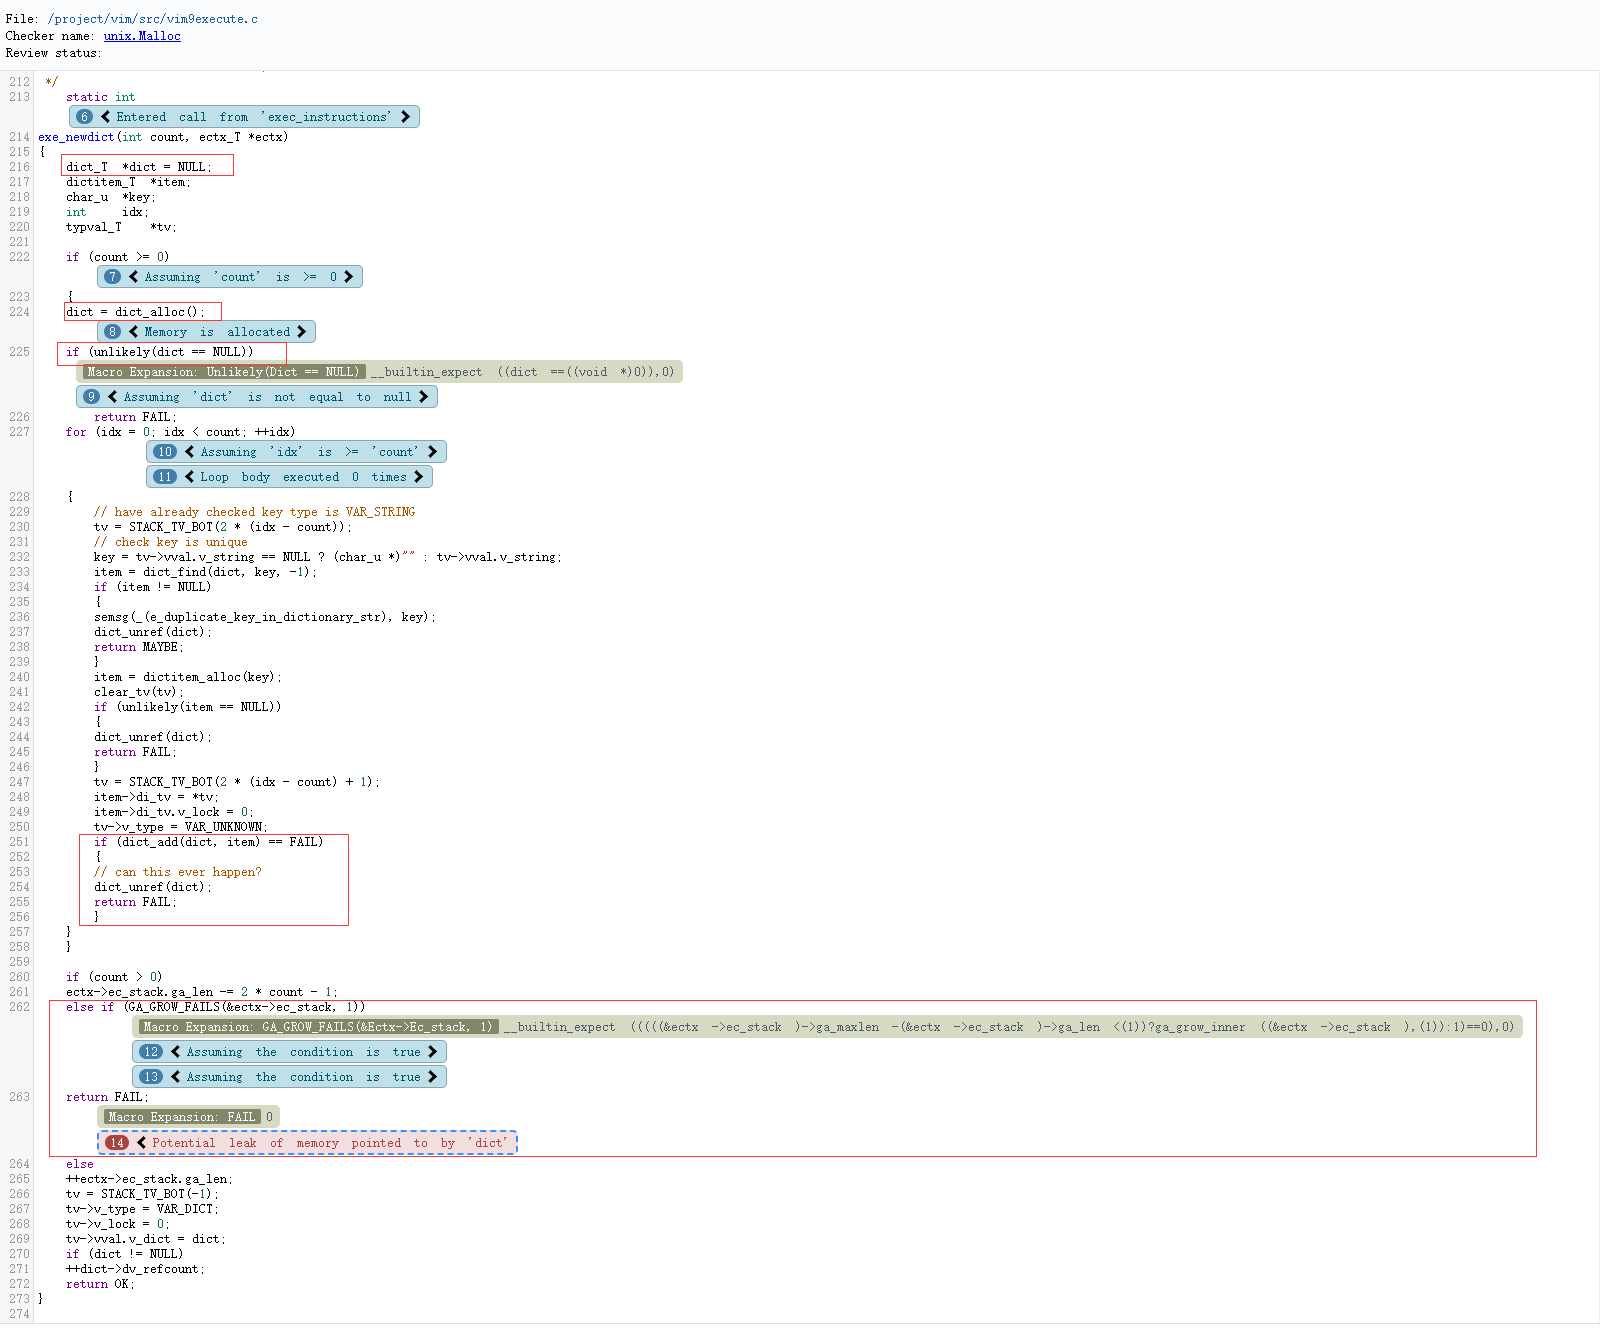 File: /project/vim/src/vim9execute.c
Checker name: unix.Malloc
Review status:
212 */
213 static int
6 Entered call from 'exec_instructions'
214 exe_newdict(int count, ectx_T *ectx)
215 {
216 dict_T *dict = NULL;
217 dictitem_T *item;
218 char_u *key;
219 int idx;
220 typval_T *tv;
221
222 if (count >= 0)
7 Assuming 'count' is >= 0
223 {
224 dict = dict_alloc();
8 Memory is allocated
225 if (unlikely(dict == NULL))
Macro Expansion: Unlikely(Dict == NULL) __builtin_expect ((dict ==((void *)0)),0)
9 Assuming 'dict' is not equal to null
226 return FAIL;
227 for (idx = 0; idx < count; ++idx)
10 Assuming 'idx' is >= 'count'
11 Loop body executed 0 times
228 {
229 // have already checked key type is VAR_STRING
230 tv = STACK_TV_BOT(2 * (idx - count));
231 // check key is unique
232 key = tv->vval.v_string == NULL ? (char_u *)"" : tv->vval.v_string;
233 item = dict_find(dict, key, -1);
234 if (item != NULL)
235 {
236 semsg(_(e_duplicate_key_in_dictionary_str), key);
237 dict_unref(dict);
238 return MAYBE;
239 }
240 item = dictitem_alloc(key);
241 clear_tv(tv);
242 if (unlikely(item == NULL))
243 {
244 dict_unref(dict);
245 return FAIL;
246 }
247 tv = STACK_TV_BOT(2 * (idx - count) + 1);
248 item->di_tv = *tv;
249 item->di_tv.v_lock = 0;
250 tv->v_type = VAR_UNKNOWN;
251 if (dict_add(dict, item) == FAIL)
252 {
253 // can this ever happen?
254 dict_unref(dict);
255 return FAIL;
256 }
257 }
258 }
259
260 if (count > 0)
261 ectx->ec_stack.ga_len -= 2 * count - 1;
262 else if (GA_GROW_FAILS(&ectx->ec_stack, 1))
Macro Expansion: GA_GROW_FAILS(&Ectx->Ec_stack, 1) __builtin_expect (((((&ectx ->ec_stack )->ga_maxlen -(&ectx ->ec_stack )->ga_len <(1))?ga_grow_inner ((&ectx ->ec_stack ),(1)):1)==0),0)
12 Assuming the condition is true
13 Assuming the condition is true
263 return FAIL;
Macro Expansion: FAIL 0
14 Potential leak of memory pointed to by 'dict'
264 else
265 ++ectx->ec_stack.ga_len;
266 tv = STACK_TV_BOT(-1);
267 tv->v_type = VAR_DICT;
268 tv->v_lock = 0;
269 tv->vval.v_dict = dict;
270 if (dict != NULL)
271 ++dict->dv_refcount;
272 return OK;
273 }
274